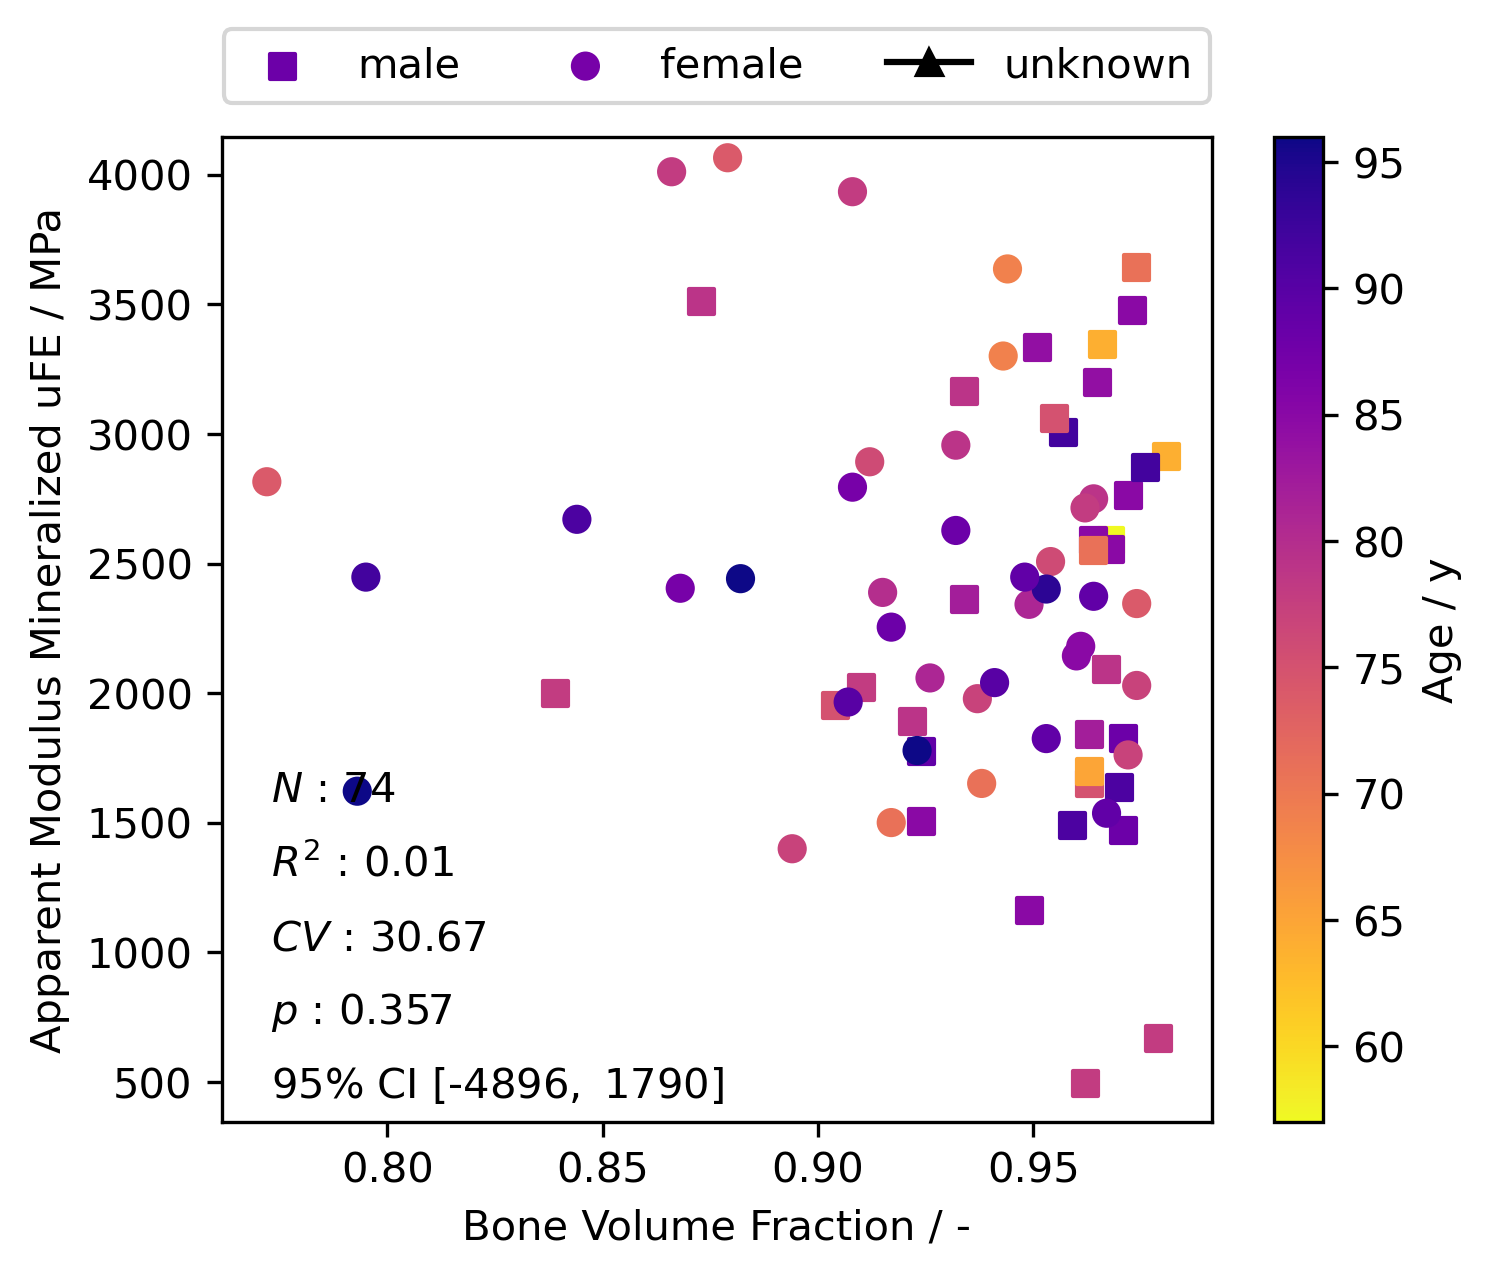 male female unknown
4000
3500
3000
2500
2000
1500
1000
500
Apparent Modulus Mineralized uFE / MPa
N : 74
R² : 0.01
CV : 30.67
p : 0.357
95% CI [-4896, 1790]
0.80 0.85 0.90 0.95
Bone Volume Fraction / -
95
90
85
80
75
70
65
60
Age / y